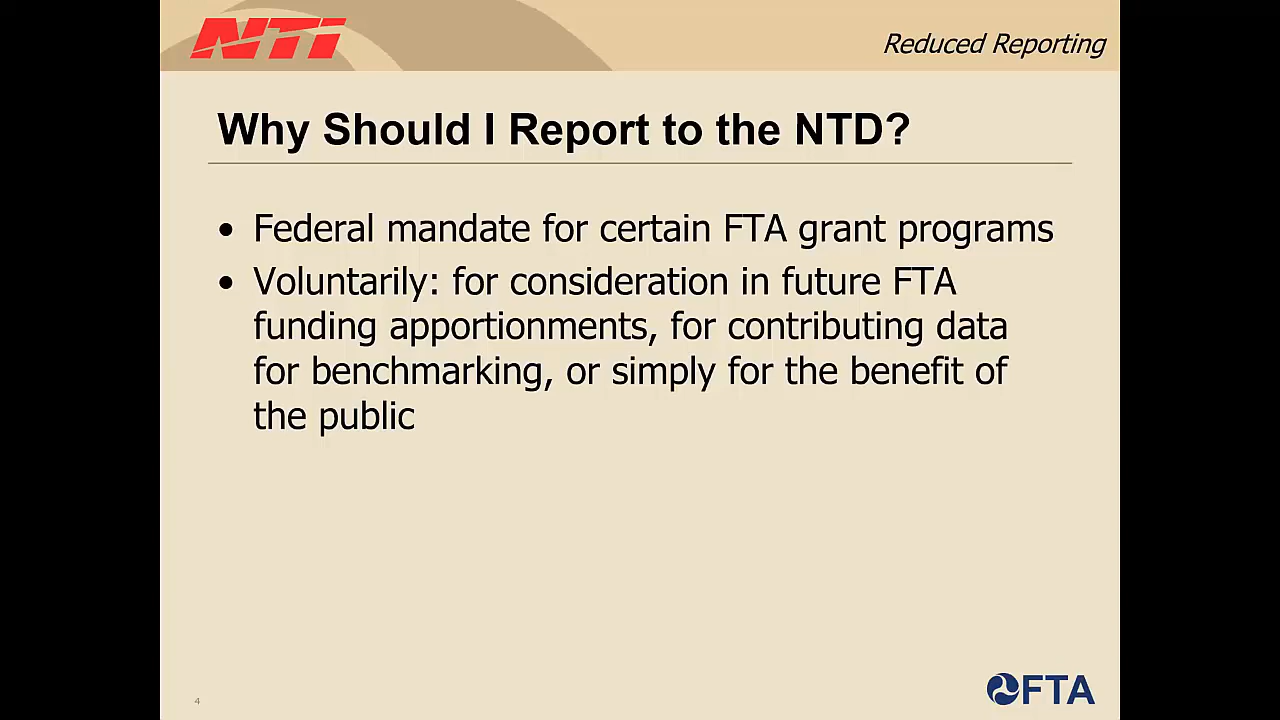 NTI
Reduced Reporting
Why Should I Report to the NTD?
• Federal mandate for certain FTA grant programs
• Voluntarily: for consideration in future FTA
funding apportionments, for contributing data
for benchmarking, or simply for the benefit of
the public
4
FTA